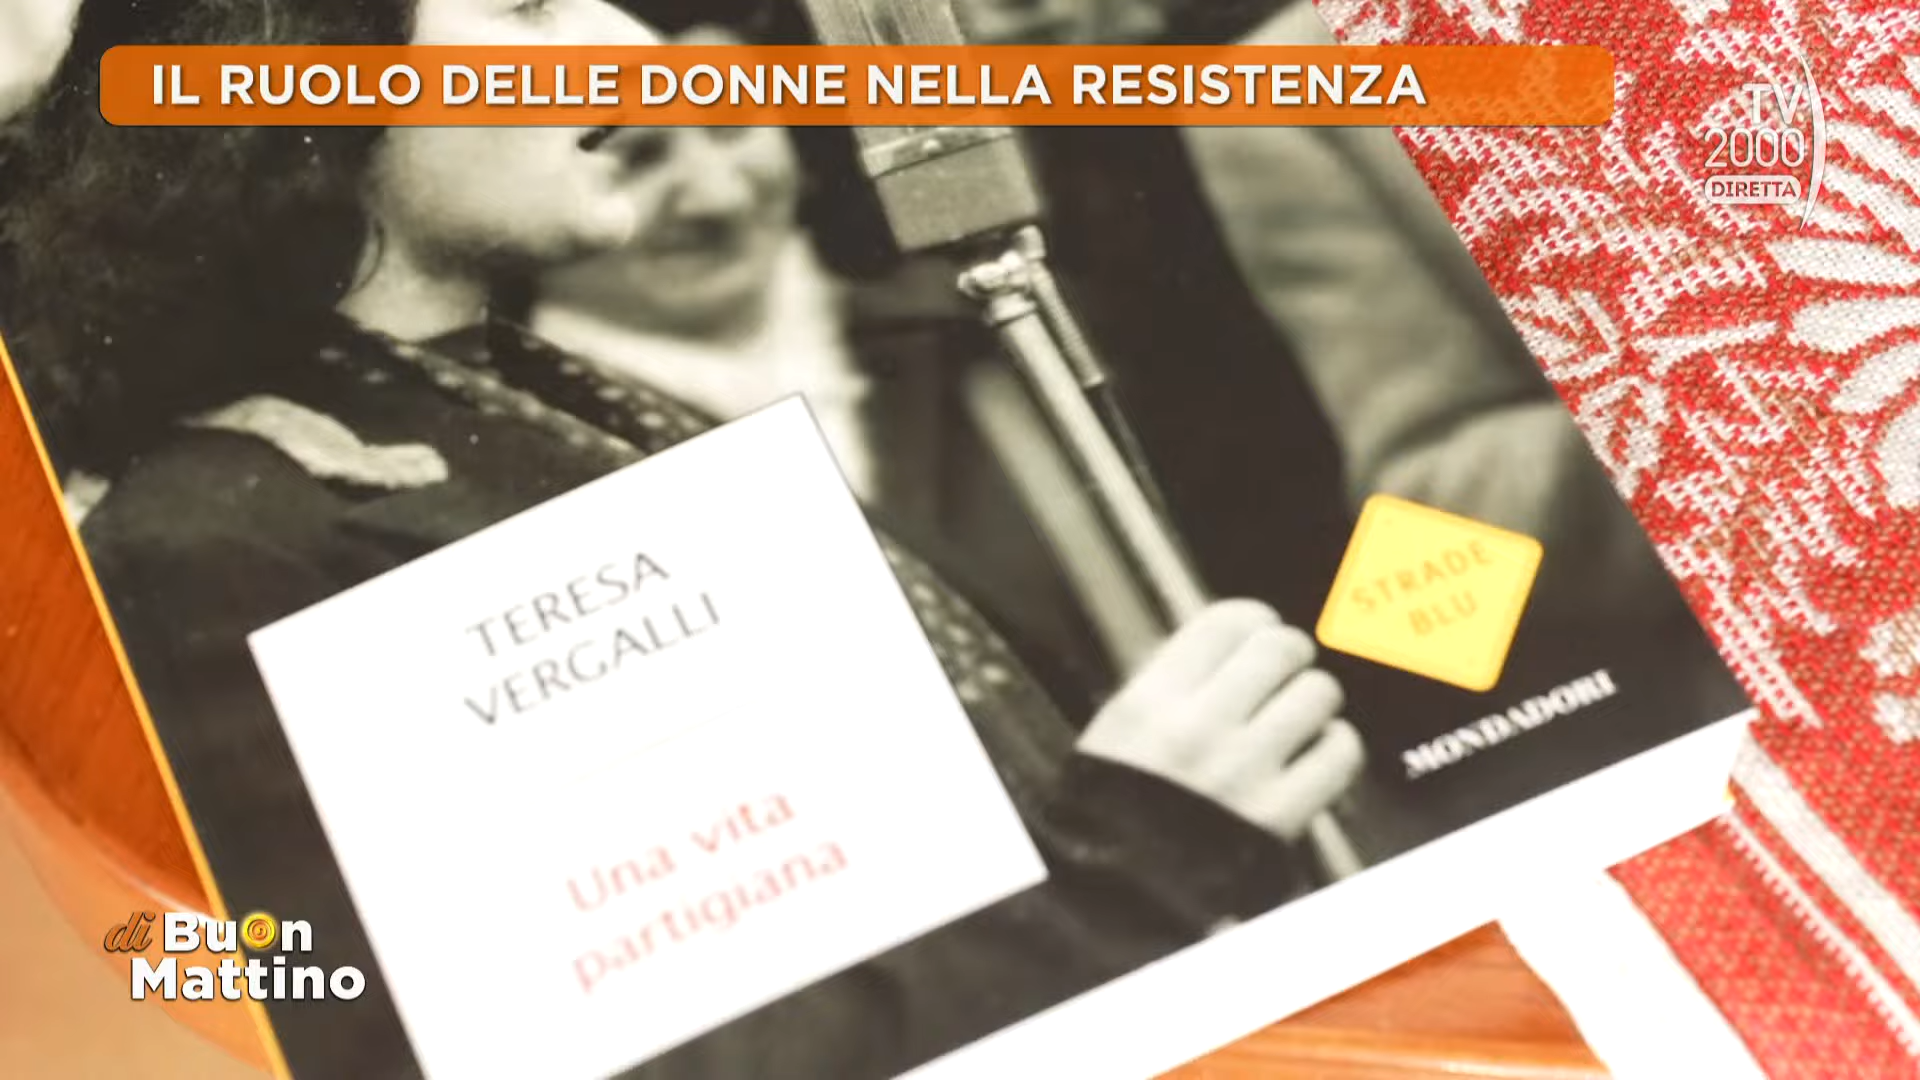 IL RUOLO DELLE DONNE NELLA RESISTENZA
TV
2000
DIRETTA
TERESA
VERGALLI
Una vita
partigiana
STRADE
BLU
MONDADORI
di Buon
Mattino